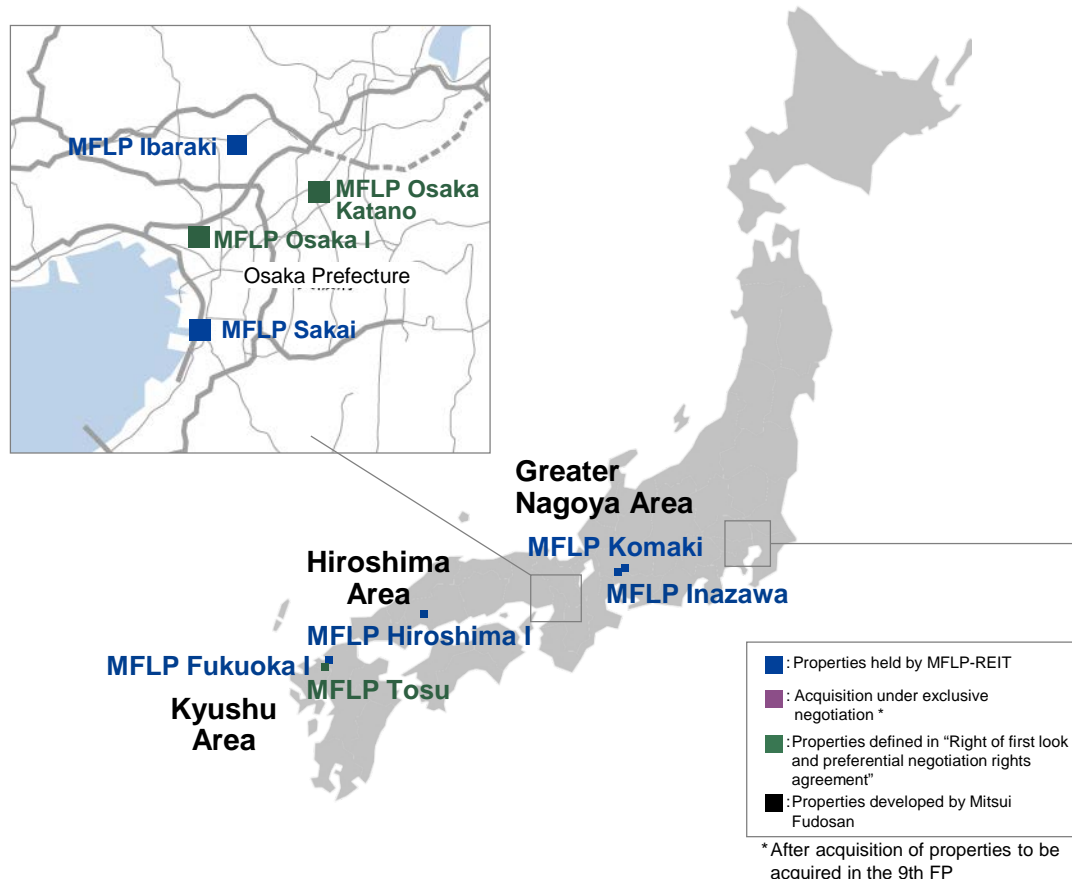 MFLP Ibaraki
MFLP Osaka
Katano
MFLP Osaka I
Osaka Prefecture
MFLP Sakai
Greater
Nagoya Area
MFLP Komaki
MFLP Inazawa
Hiroshima
Area
MFLP Hiroshima I
MFLP Fukuoka I
MFLP Tosu
Kyushu
Area
: Properties held by MFLP-REIT
: Acquisition under exclusive
negotiation *
: Properties defined in “Right of first look
and preferential negotiation rights
agreement”
: Properties developed by Mitsui
Fudosan
* After acquisition of properties to be
acquired in the 9th FP